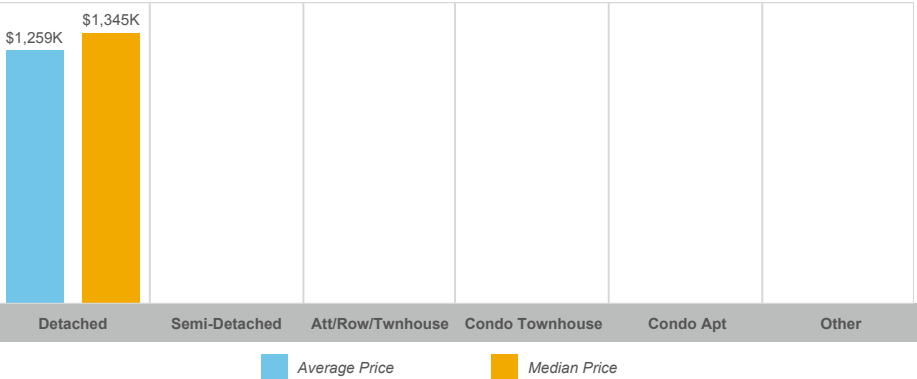 $1,345K
$1,259K
Detached Semi-Detached Att/Row/Twnhouse Condo Townhouse Condo Apt Other
Average Price Median Price